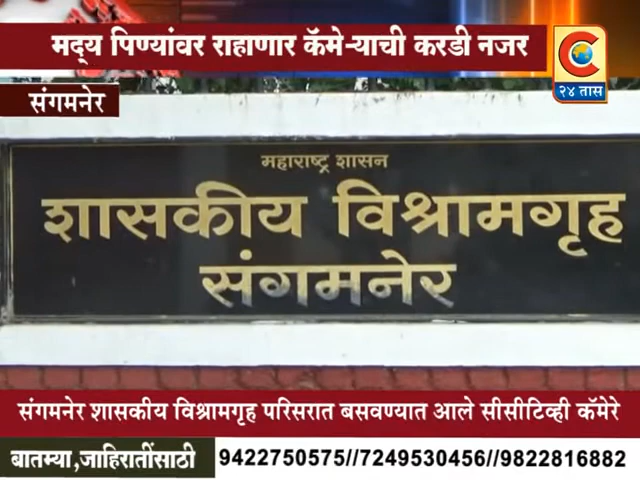 मद्य पिण्यांवर राहाणार कॅमे-याची करडी नजर
C
२४ तास
संगमनेर
महाराष्ट्र शासन
शासकीय विश्रामगृह
संगमनेर
संगमनेर शासकीय विश्रामगृह परिसरात बसवण्यात आले सीसीटिव्ही कॅमेरे
बातम्या,जाहिरातींसाठी 9422750575//7249530456//9822816882